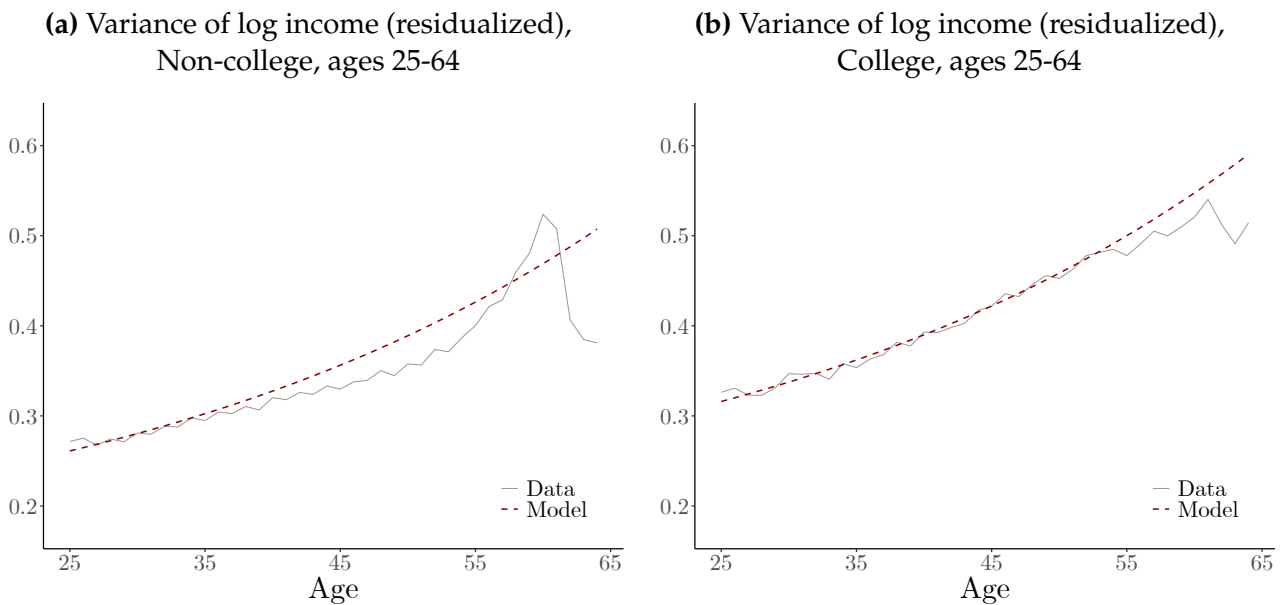 (a) Variance of log income (residualized),
Non-college, ages 25-64
0.6
0.5
0.4
0.3
0.2
Data
Model
25 35 45 55 65
Age
(b) Variance of log income (residualized),
College, ages 25-64
0.6
0.5
0.4
0.3
0.2
Data
Model
25 35 45 55 65
Age